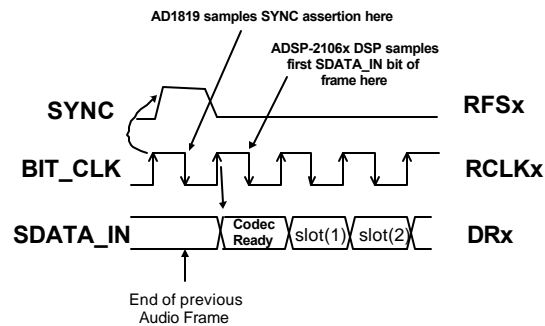 AD1819 samples SYNC assertion here
ADSP-2106x DSP samples
first SDATA_IN bit of
frame here
SYNC
RFSx
BIT_CLK
RCLKx
SDATA_IN
Codec
Ready
slot(1)
slot(2)
DRx
End of previous
Audio Frame